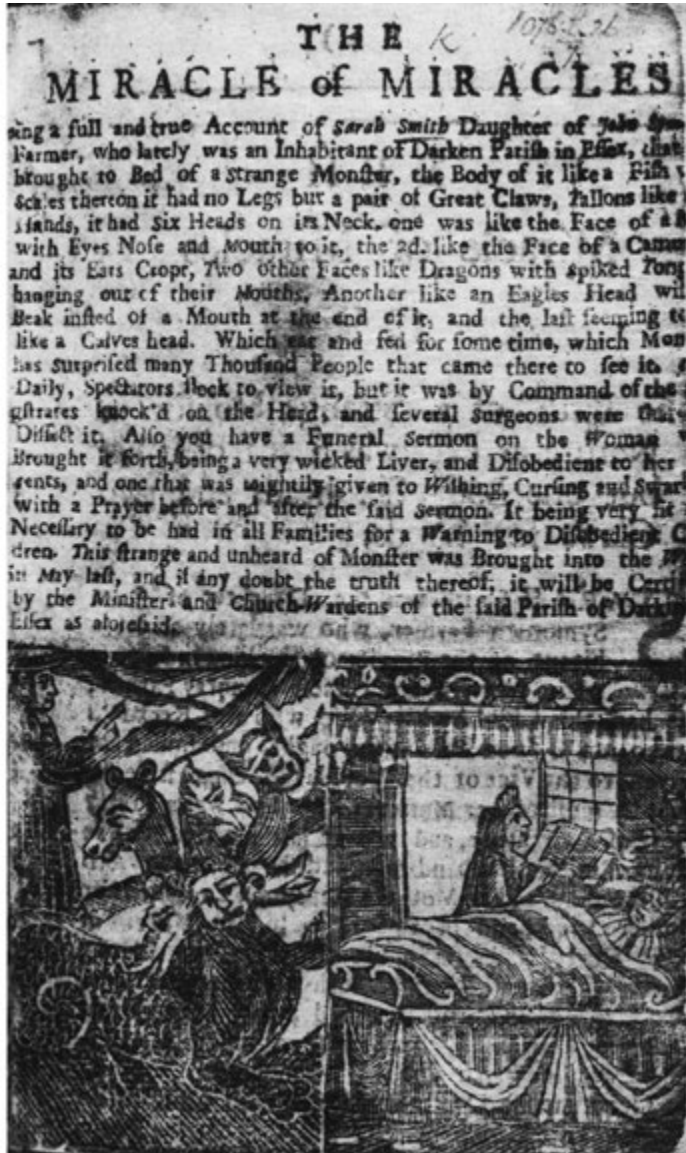 THE
MIRACLE of MIRACLES
ing a full and true Account of Sarah Smith Daughter of John
Farmer, who lately was an Inhabitant of Darken Parish in Essex, that
brought to Bed of a strange Monster, the Body of it like a Fish
Scales thereon it had no Legs but a pair of Great Claws, Tallons like
Hands, it had Six Heads on its Neck, one was like the Face of a
with Eyes Nose and Mouth to it, the 2d. like the Face of a
and its Ears Cropt, Two other Faces like Dragons with spiked
hanging out of their Mouths, Another like an Eagles Head
Beak insted of a Mouth at the end of it, and the last seeming
like a Calves head. Which eat and fed for some time, which
has surprised many Thousand People that came there to see it,
Daily, Spectators flock to view it, but it was by Command of the
gistrates knock'd on the Head, and several Surgeons were
Dissect it. Also you have a Funeral Sermon on the Woman
Brought it forth, being a very wicked Liver, and Disobedient to her
rents, and one that was mightily given to Wishing, Cursing and
with a Prayer before and after the said Sermon. It being very fit
Necessary to be had in all Families for a Warning to Disobedient
dren. This strange and unheard of Monster was Brought into the
in May last, and if any doubt the truth thereof, it will be
by the Minister and Church-Wardens of the said Parish of
Essex as aforesaid.